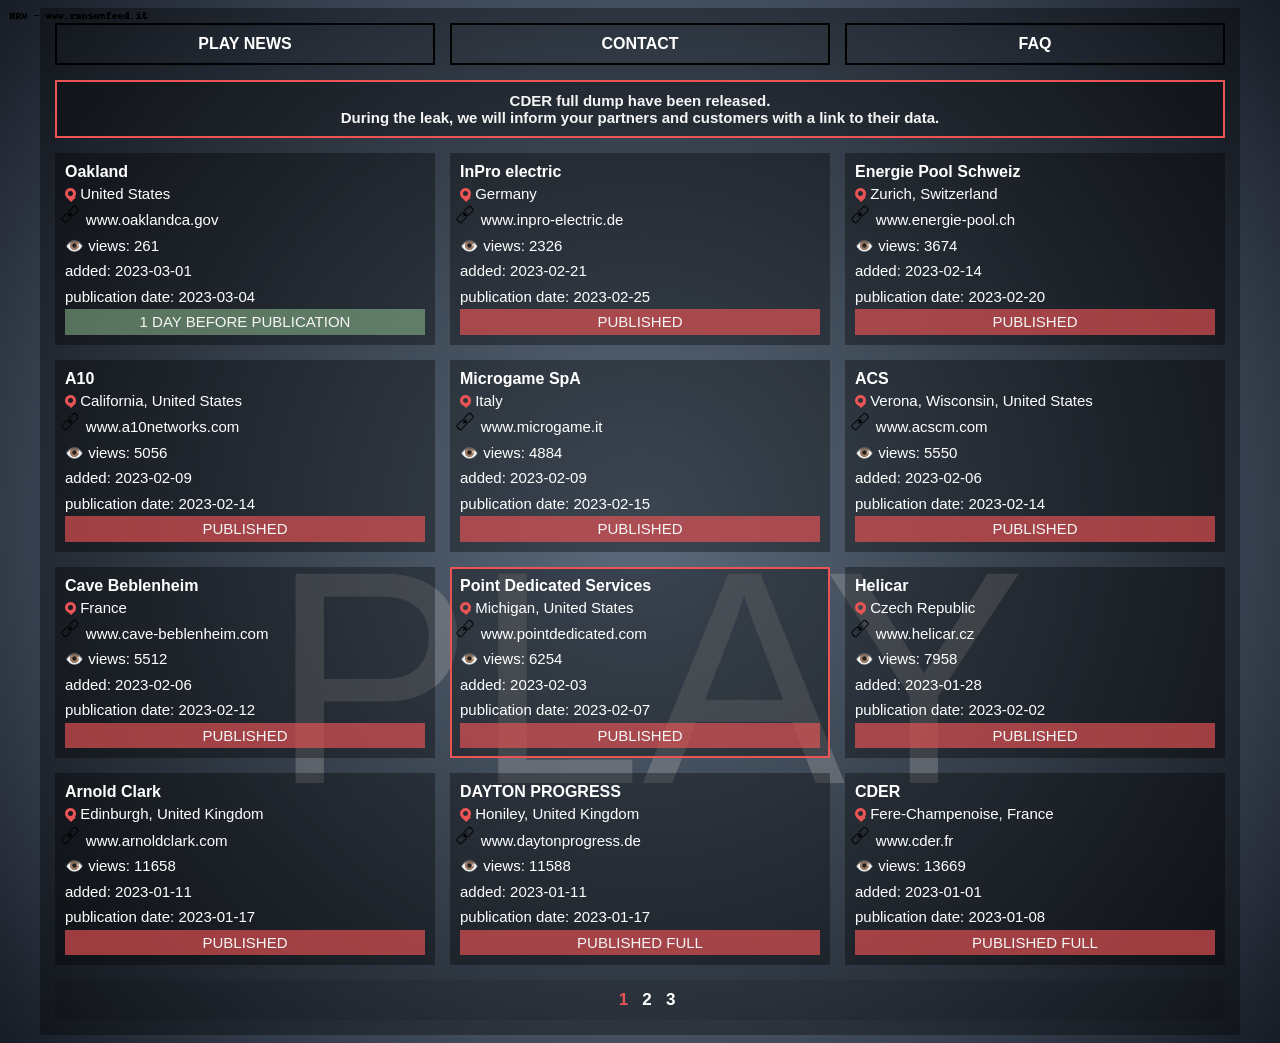 DRM - www.ransomfeed.it
PLAY NEWS
CONTACT
FAQ
CDER full dump have been released.
During the leak, we will inform your partners and customers with a link to their data.
Oakland
United States
www.oaklandca.gov
views: 261
added: 2023-03-01
publication date: 2023-03-04
1 DAY BEFORE PUBLICATION
InPro electric
Germany
www.inpro-electric.de
views: 2326
added: 2023-02-21
publication date: 2023-02-25
PUBLISHED
Energie Pool Schweiz
Zurich, Switzerland
www.energie-pool.ch
views: 3674
added: 2023-02-14
publication date: 2023-02-20
PUBLISHED
A10
California, United States
www.a10networks.com
views: 5056
added: 2023-02-09
publication date: 2023-02-14
PUBLISHED
Microgame SpA
Italy
www.microgame.it
views: 4884
added: 2023-02-09
publication date: 2023-02-15
PUBLISHED
ACS
Verona, Wisconsin, United States
www.acscm.com
views: 5550
added: 2023-02-06
publication date: 2023-02-14
PUBLISHED
Cave Beblenheim
France
www.cave-beblenheim.com
views: 5512
added: 2023-02-06
publication date: 2023-02-12
PUBLISHED
Point Dedicated Services
Michigan, United States
www.pointdedicated.com
views: 6254
added: 2023-02-03
publication date: 2023-02-07
PUBLISHED
Helicar
Czech Republic
www.helicar.cz
views: 7958
added: 2023-01-28
publication date: 2023-02-02
PUBLISHED
PLAY
Arnold Clark
Edinburgh, United Kingdom
www.arnoldclark.com
views: 11658
added: 2023-01-11
publication date: 2023-01-17
PUBLISHED
DAYTON PROGRESS
Honiley, United Kingdom
www.daytonprogress.de
views: 11588
added: 2023-01-11
publication date: 2023-01-17
PUBLISHED FULL
CDER
Fere-Champenoise, France
www.cder.fr
views: 13669
added: 2023-01-01
publication date: 2023-01-08
PUBLISHED FULL
1 2 3